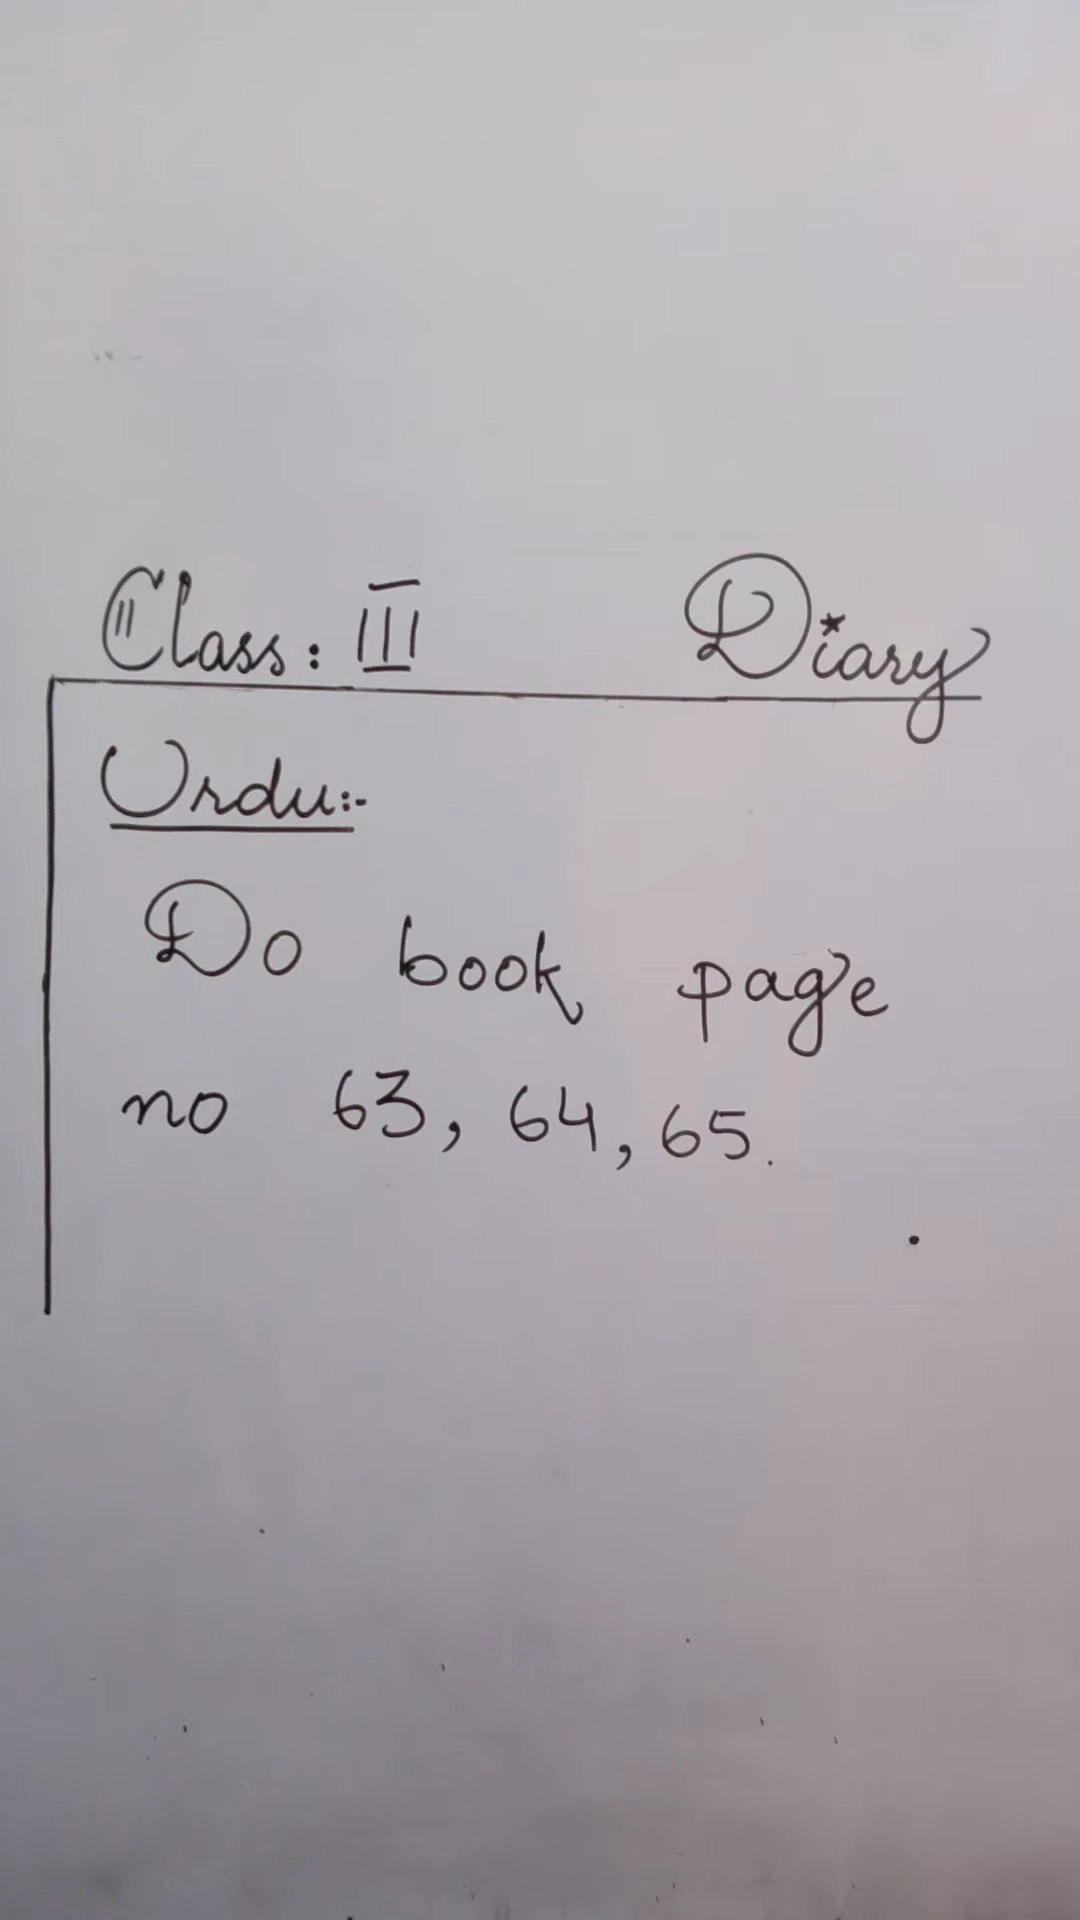 Class: III Diary
Urdu:-
Do book page
no 63, 64, 65.